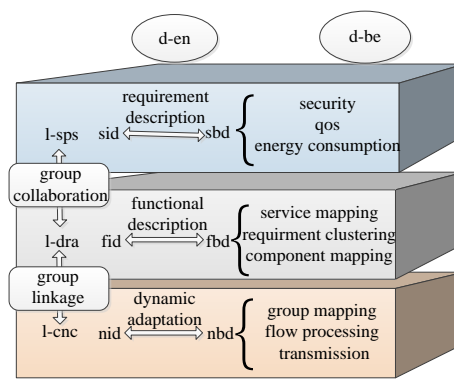 d-en
d-be
requirement
description
l-sps
sid
sbd
security
qos
energy consumption
group
collaboration
functional
description
l-dra
fid
fbd
service mapping
requirment clustering
component mapping
group
linkage
dynamic
adaptation
l-cnc
nid
nbd
group mapping
flow processing
transmission